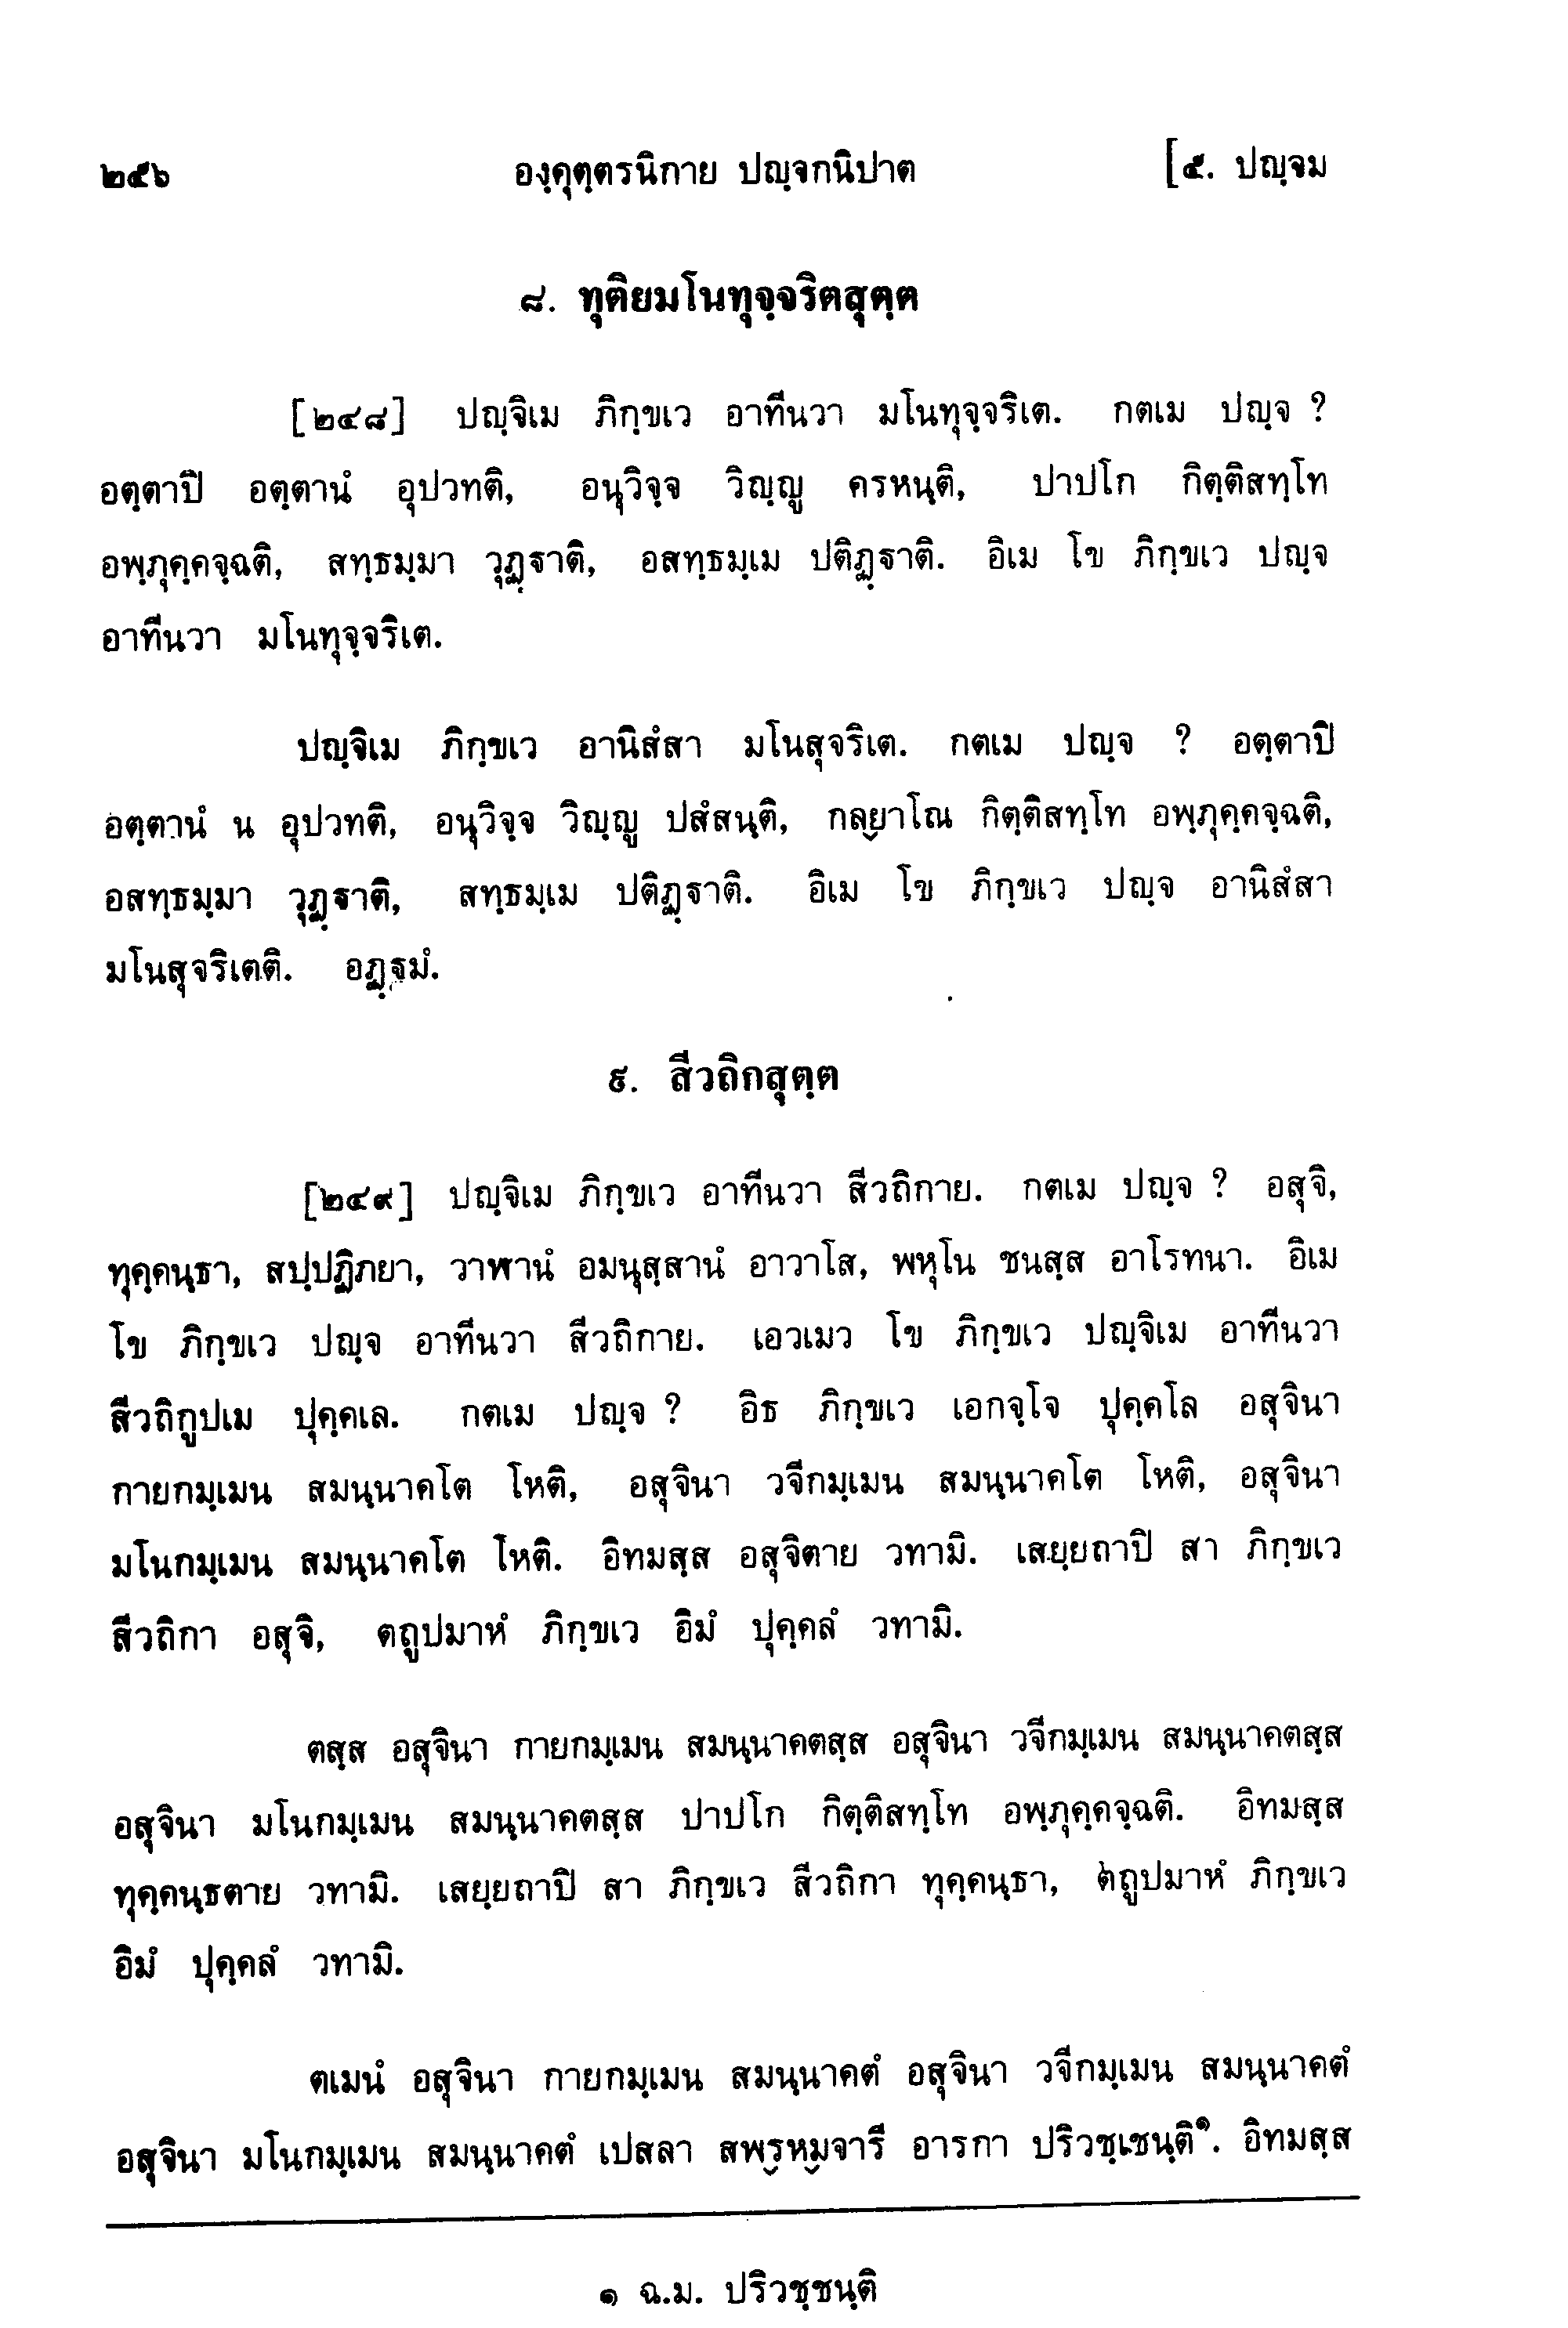 ๒๕๖ องฺคุตฺตรนิกาย ปญฺจกนิปาต [๕. ปญฺจม
๘. ทุติยมโนทุจฺจริตสุตฺต
[๒๔๘] ปญฺจิเม ภิกฺขเว อาทีนวา มโนทุจฺจริเต. กตเม ปญฺจ ?
อตฺตาปิ อตฺตานํ อุปวทติ, อนุวิจฺจ วิญฺญู ครหนฺติ, ปาปโก กิตฺติสทฺโท
อพฺภุคฺคจฺฉติ, สทฺธมฺมา วุฏฺฐาติ, อสทฺธมฺเม ปติฏฺฐาติ. อิเม โข ภิกฺขเว ปญฺจ
อาทีนวา มโนทุจฺจริเต.
ปญฺจิเม ภิกฺขเว อานิสํสา มโนสุจริเต. กตเม ปญฺจ ? อตฺตาปิ
อตฺตานํ น อุปวทติ, อนุวิจฺจ วิญฺญู ปสํสนฺติ, กลฺยาโณ กิตฺติสทฺโท อพฺภุคฺคจฺฉติ,
อสทฺธมฺมา วุฏฺฐาติ, สทฺธมฺเม ปติฏฺฐาติ. อิเม โข ภิกฺขเว ปญฺจ อานิสํสา
มโนสุจริเตติ. อฏฺฐมํ.
๙. สีวถิกสุตฺต
[๒๔๙] ปญฺจิเม ภิกฺขเว อาทีนวา สีวถิกาย. กตเม ปญฺจ ? อสุจิ,
ทุคฺคนฺธา, สปฺปฏิภยา, วาฬานํ อมนุสฺสานํ อาวาโส, พหุโน ชนสฺส อาโรทนา. อิเม
โข ภิกฺขเว ปญฺจ อาทีนวา สีวถิกาย. เอวเมว โข ภิกฺขเว ปญฺจิเม อาทีนวา
สีวถิกูปเม ปุคฺคเล. กตเม ปญฺจ ? อิธ ภิกฺขเว เอกจฺโจ ปุคฺคโล อสุจินา
กายกมฺเมน สมนฺนาคโต โหติ, อสุจินา วจีกมฺเมน สมนฺนาคโต โหติ, อสุจินา
มโนกมฺเมน สมนฺนาคโต โหติ. อิทมสฺส อสุจิตาย วทามิ. เสยฺยถาปิ สา ภิกฺขเว
สีวถิกา อสุจิ, ตถูปมาหํ ภิกฺขเว อิมํ ปุคฺคลํ วทามิ.
ตสฺส อสุจินา กายกมฺเมน สมนฺนาคตสฺส อสุจินา วจีกมฺเมน สมนฺนาคตสฺส
อสุจินา มโนกมฺเมน สมนฺนาคตสฺส ปาปโก กิตฺติสทฺโท อพฺภุคฺคจฺฉติ. อิทมสฺส
ทุคฺคนฺธตาย วทามิ. เสยฺยถาปิ สา ภิกฺขเว สีวถิกา ทุคฺคนฺธา, ตถูปมาหํ ภิกฺขเว
อิมํ ปุคฺคลํ วทามิ.
ตเมนํ อสุจินา กายกมฺเมน สมนฺนาคตํ อสุจินา วจีกมฺเมน สมนฺนาคตํ
อสุจินา มโนกมฺเมน สมนฺนาคตํ เปสลา สพฺรหฺมจารี อารกา ปริวชฺเชนฺติ๑. อิทมสฺส
๑ ฉ.ม. ปริวชฺชนฺติ